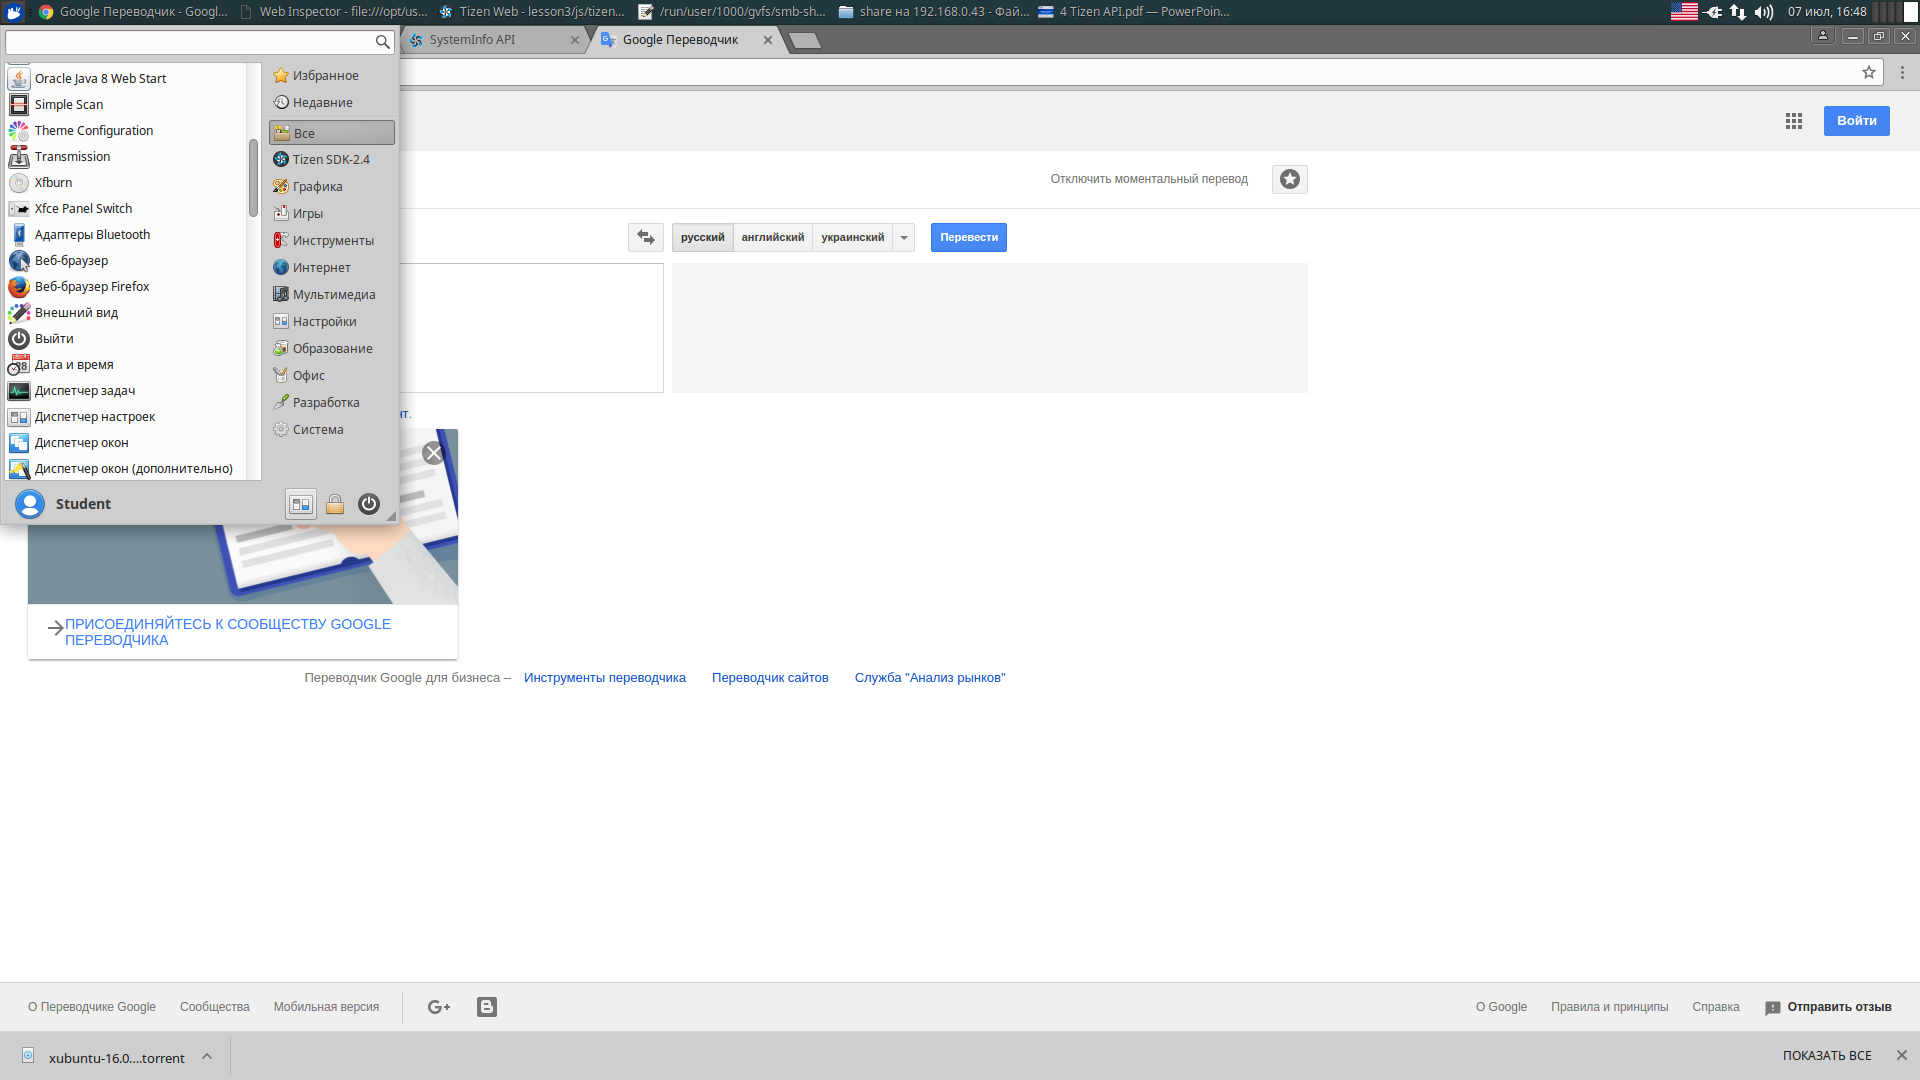 Google Переводчик - Googl...
Web Inspector - file:///opt/us...
Tizen Web - lesson3/js/tizen...
/run/user/1000/gvfs/smb-sh...
share на 192.168.0.43 - Фай...
4 Tizen API.pdf — PowerPoin...
07 июл, 16:48
SystemInfo API
Google Переводчик
Oracle Java 8 Web Start
Simple Scan
Theme Configuration
Transmission
Xfburn
Xfce Panel Switch
Адаптеры Bluetooth
Веб-браузер
Веб-браузер Firefox
Внешний вид
Выйти
Дата и время
Диспетчер задач
Диспетчер настроек
Диспетчер окон
Диспетчер окон (дополнительно)
Избранное
Недавние
Все
Tizen SDK-2.4
Графика
Игры
Инструменты
Интернет
Мультимедиа
Настройки
Образование
Офис
Разработка
Система
Student
Войти
Отключить моментальный перевод
русский
английский
украинский
Перевести
нт.
ПРИСОЕДИНЯЙТЕСЬ К СООБЩЕСТВУ GOOGLE
ПЕРЕВОДЧИКА
Переводчик Google для бизнеса – Инструменты переводчика Переводчик сайтов Служба "Анализ рынков"
О Переводчике Google
Сообщества
Мобильная версия
G+
О Google
Правила и принципы
Справка
Отправить отзыв
xubuntu-16.0....torrent
ПОКАЗАТЬ ВСЕ